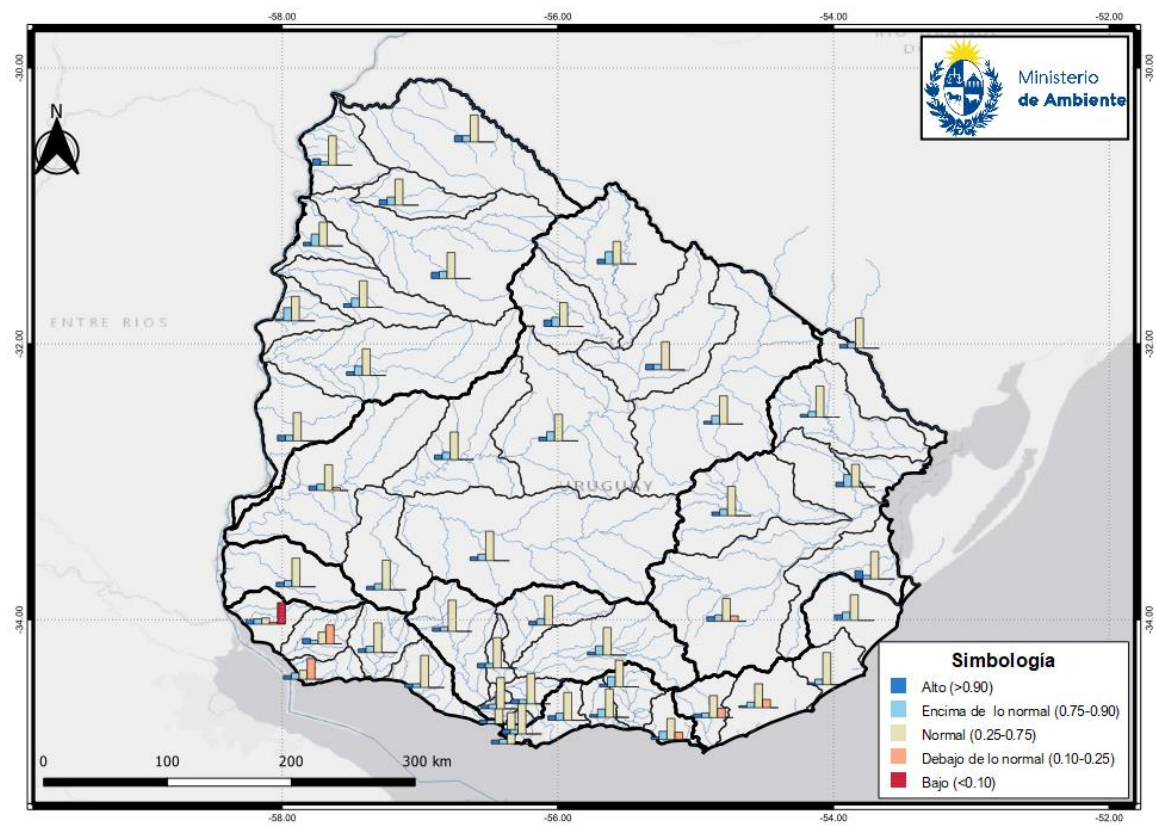 -58.00
-56.00
-54.00
-52.00
-30.00
-30.00
Ministerio
de Ambiente
N
ENTRE RIOS
-32.00
-32.00
URUGUAY
-34.00
-34.00
Simbología
Alto (>0.90)
Encima de lo normal (0.75-0.90)
Normal (0.25-0.75)
Debajo de lo normal (0.10-0.25)
Bajo (<0.10)
0
100
200
300 km
-58.00
-56.00
-54.00
-52.00